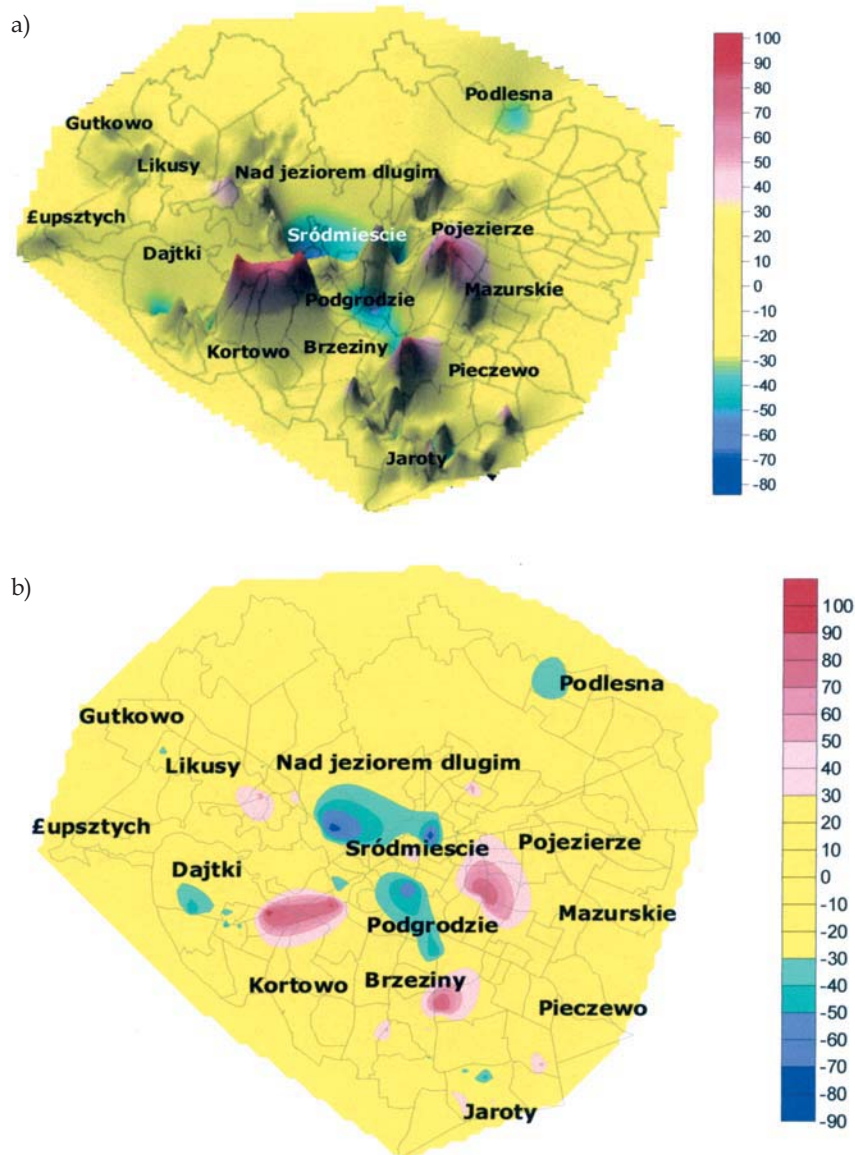 a)
100
90
80
70
60
50
40
30
20
10
0
-10
-20
-30
-40
-50
-60
-70
-80
Podlesna
Gutkowo
Likusy
Nad jeziorem dlugim
£upsztych
Sródmiescie
Pojezierze
Dajtki
Podgrodzie
Mazurskie
Kortowo
Brzeziny
Pieczewo
Jaroty
b)
100
90
80
70
60
50
40
30
20
10
0
-10
-20
-30
-40
-50
-60
-70
-80
-90
Podlesna
Gutkowo
Likusy
Nad jeziorem dlugim
£upsztych
Sródmiescie
Pojezierze
Dajtki
Podgrodzie
Mazurskie
Kortowo
Brzeziny
Pieczewo
Jaroty